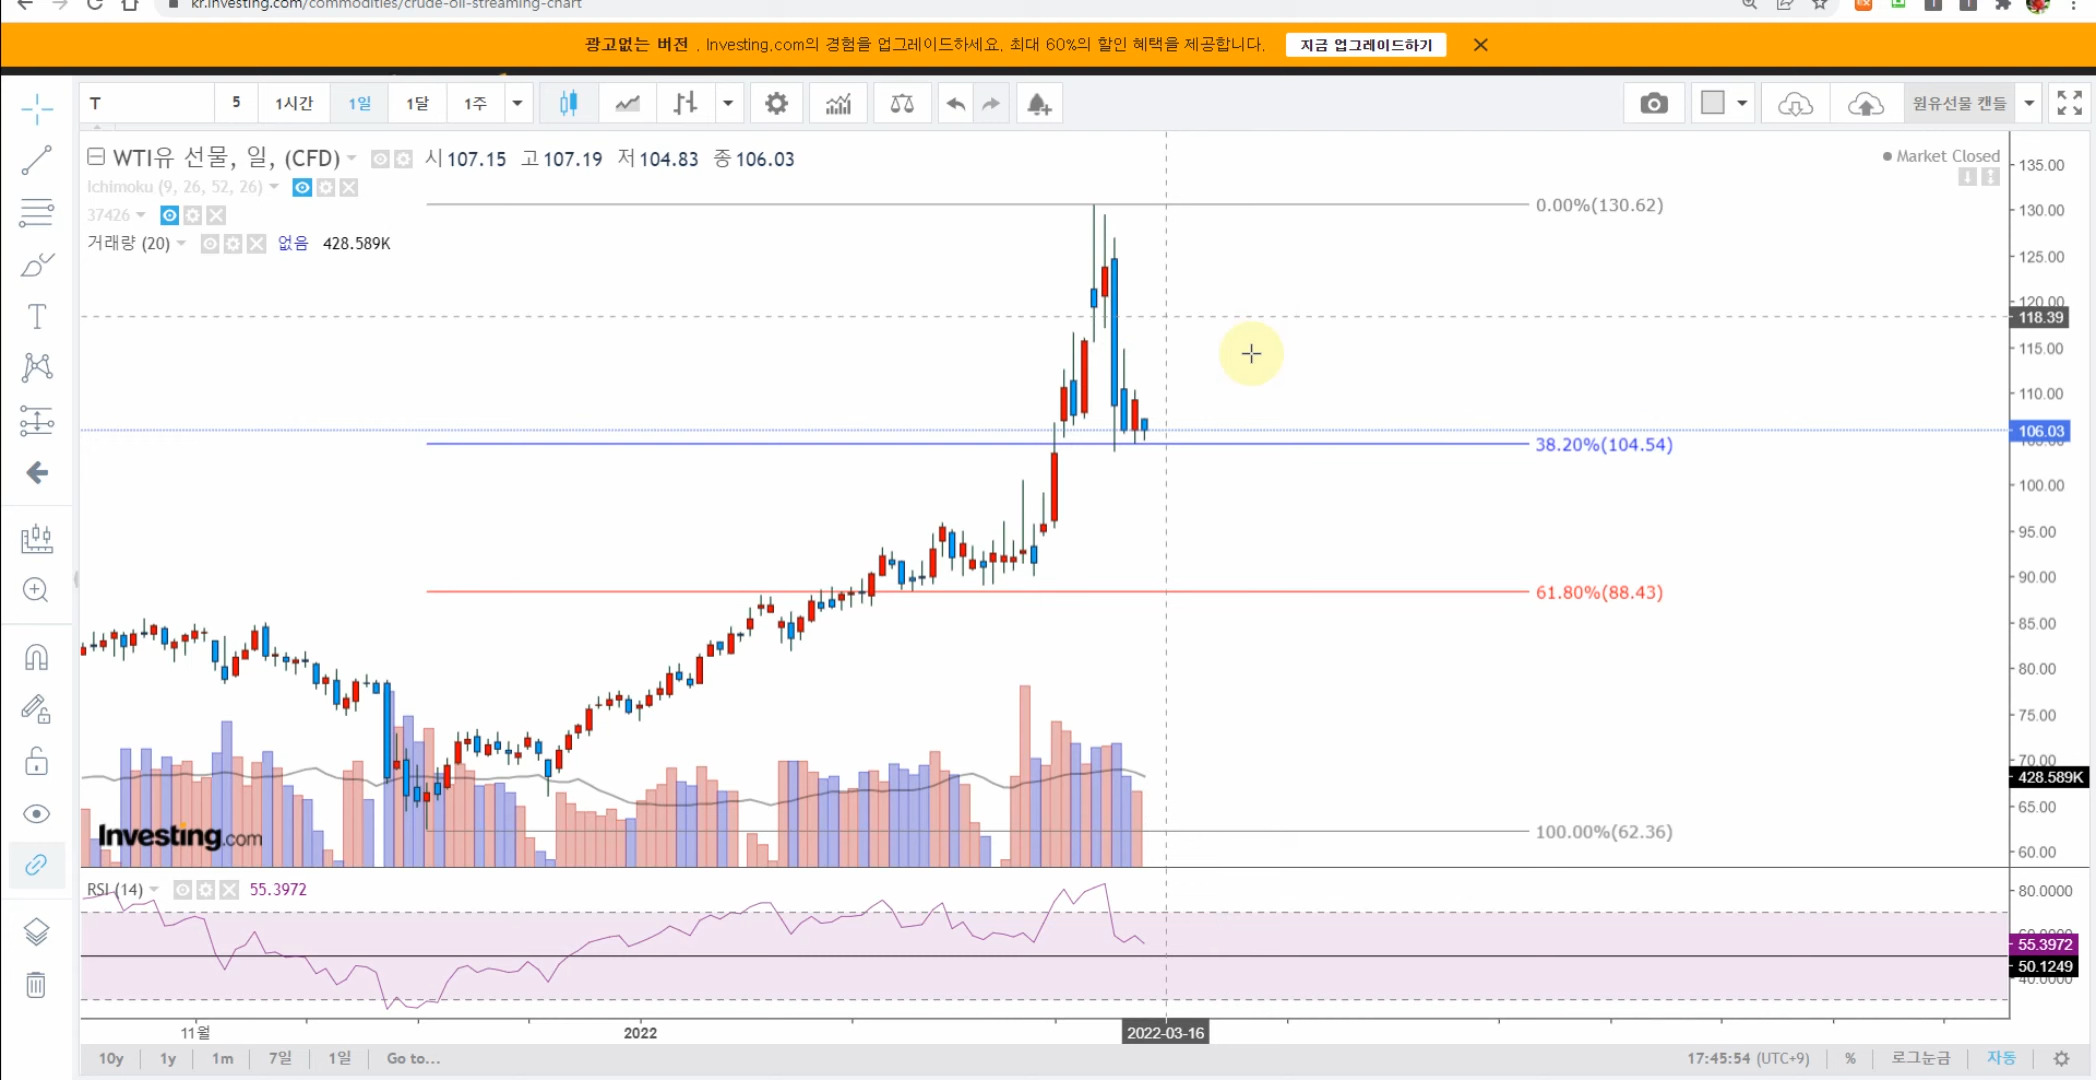 kr.investing.com/commodities/crude-oil-streaming-chart
광고없는 버전 . Investing.com의 경험을 업그레이드하세요. 최대 60%의 할인 혜택을 제공합니다. 지금 업그레이드하기
T 5 1시간 1일 1달 1주 원유선물 캔들
WTI유 선물, 일, (CFD) 시 107.15 고 107.19 저 104.83 종 106.03
Market Closed
Ichimoku (9, 26, 52, 26)
37426
거래량 (20) 없음 428.589K
0.00%(130.62)
38.20%(104.54)
61.80%(88.43)
100.00%(62.36)
135.00
130.00
125.00
120.00
118.39
115.00
110.00
106.03
100.00
95.00
90.00
85.00
80.00
75.00
70.00
428.589K
65.00
60.00
Investing.com
RSI (14) 55.3972
80.0000
60.0000
55.3972
50.1249
40.0000
11월 2022 2022-03-16
10y 1y 1m 7일 1일 Go to... 17:45:54 (UTC+9) % 로그눈금 자동